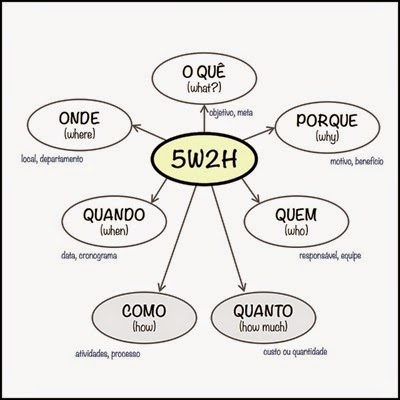 O QUÊ
(what?)
objetivo, meta
ONDE
(where)
local, departamento
PORQUE
(why)
motivo, benefício
5W2H
QUANDO
(when)
data, cronograma
QUEM
(who)
responsável, equipe
COMO
(how)
atividades, processo
QUANTO
(how much)
custo ou quantidade